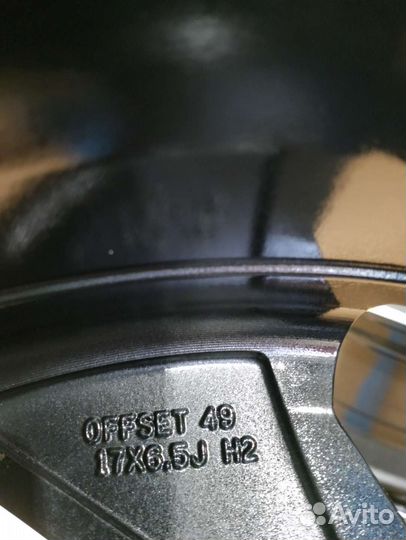 OFFSET 49
17X6.5J H2
Avito